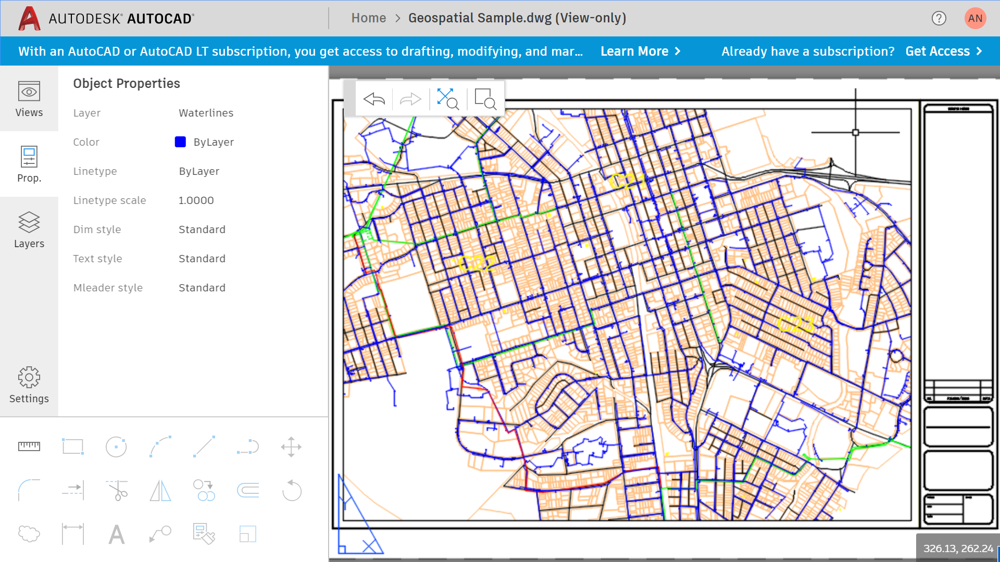 AUTODESK® AUTOCAD®
Home > Geospatial Sample.dwg (View-only)
?
AN
With an AutoCAD or AutoCAD LT subscription, you get access to drafting, modifying, and mar...
Learn More >
Already have a subscription? Get Access >
Views
Prop.
Layers
Settings
Object Properties
Layer Waterlines
Color ByLayer
Linetype ByLayer
Linetype scale 1.0000
Dim style Standard
Text style Standard
Mleader style Standard
A
C21
C22
C23
Y
X
326.13, 262.24